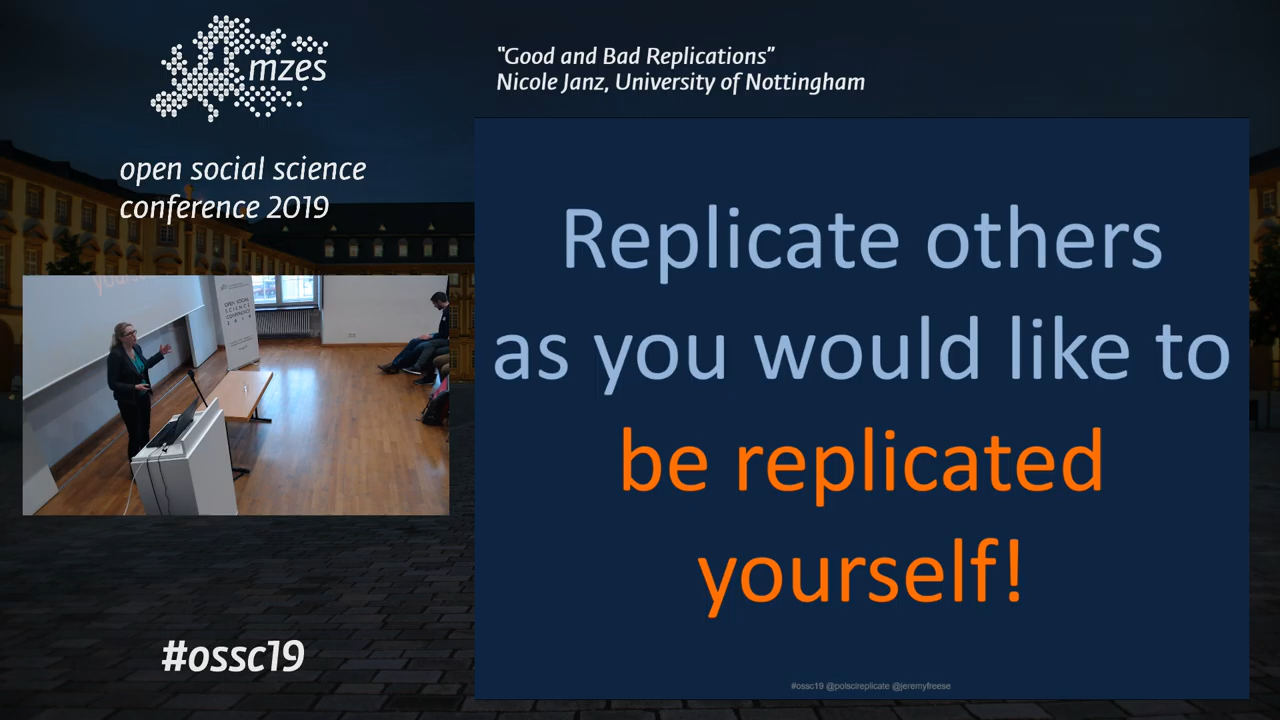 mzes
open social science
conference 2019
"Good and Bad Replications"
Nicole Janz, University of Nottingham
Replicate others
as you would like to
be replicated
yourself!
OPEN SOCIAL
SCIENCE
CONFERENCE
2019
#ossc19
#ossc19 @polscireplicate @jeremyfreese